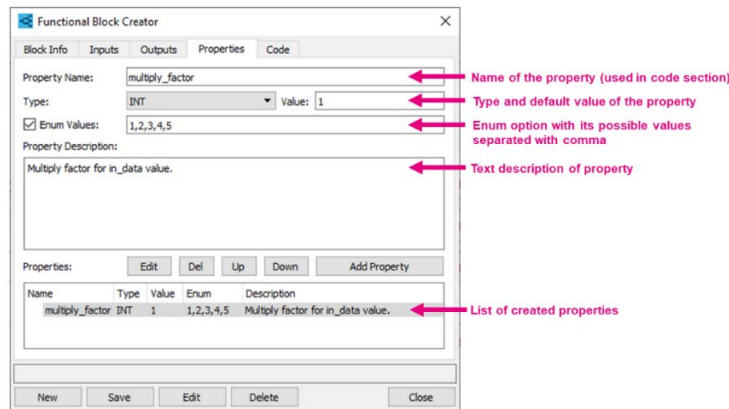 Functional Block Creator
Block Info Inputs Outputs Properties Code
Property Name: multiply_factor
Name of the property (used in code section)
Type: INT Value: 1
Type and default value of the property
Enum Values: 1,2,3,4,5
Enum option with its possible values
separated with comma
Property Description:
Multiply factor for in_data value.
Text description of property
Properties: Edit Del Up Down Add Property
Name Type Value Enum Description
multiply_factor INT 1 1,2,3,4,5 Multiply factor for in_data value.
List of created properties
New Save Edit Delete Close